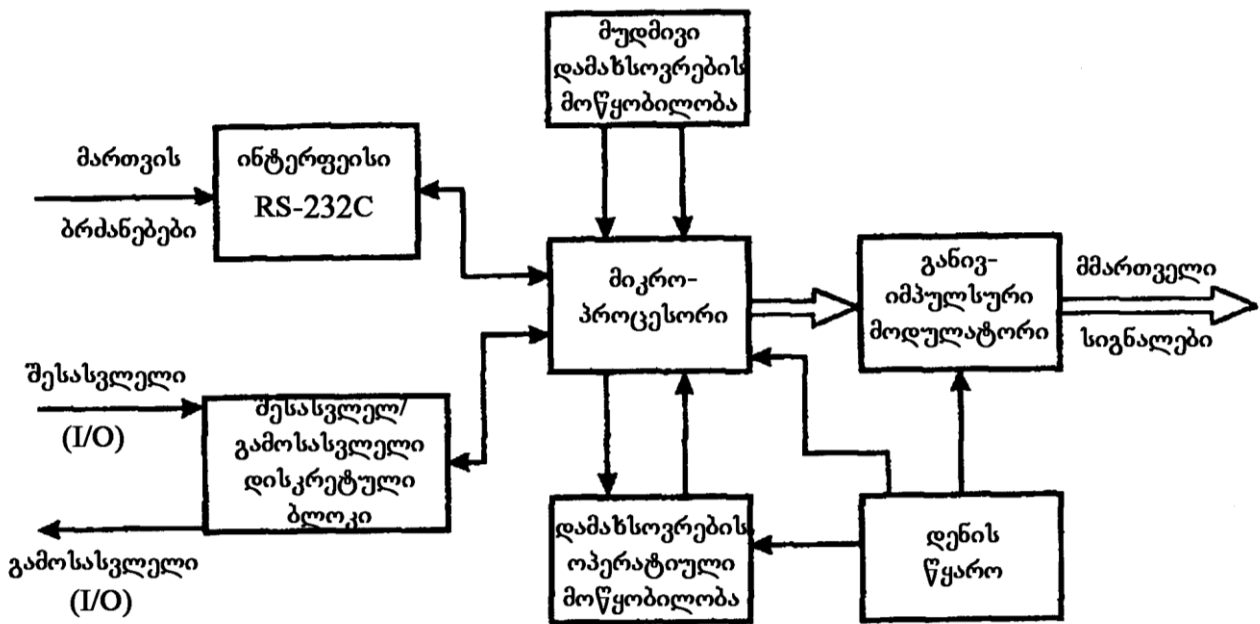 მუდმივი
დამახსოვრების
მოწყობილობა
მართვის
ბრძანებები
ინტერფეისი
RS-232C
მიკრო-
პროცესორი
განივ-
იმპულსური
მოდულატორი
მმართველი
სიგნალები
შესასვლელი
(I/O)
შესასვლელ/
გამოსასვლელი
დისკრეტული
ბლოკი
გამოსასვლელი
(I/O)
დამახსოვრების
ოპერატიული
მოწყობილობა
დენის
წყარო